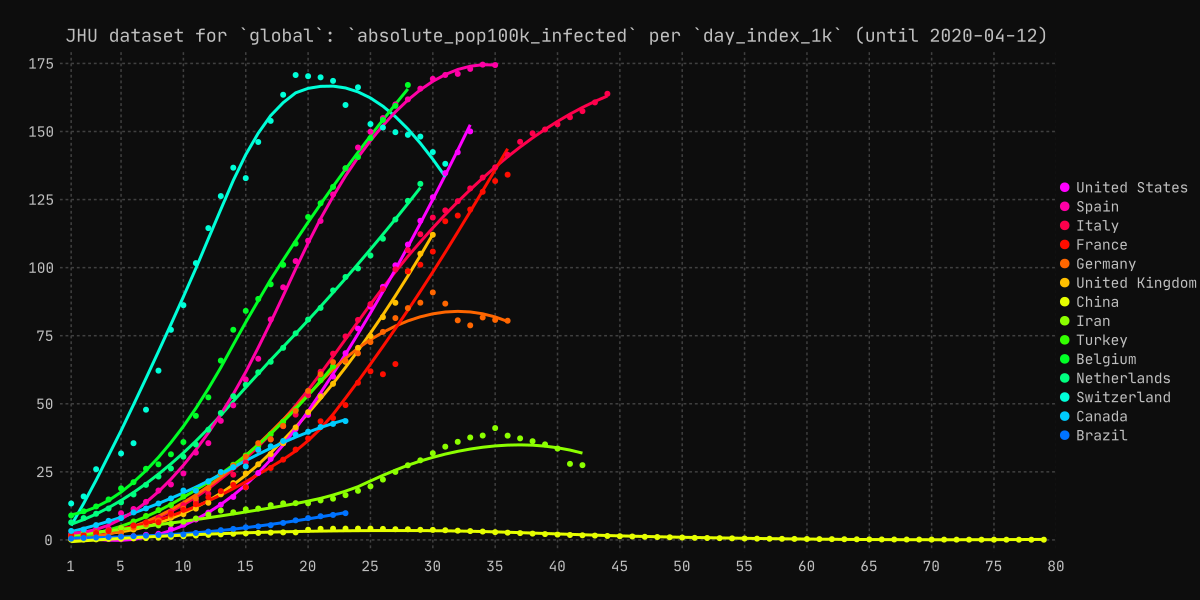 JHU dataset for `global`: `absolute_pop100k_infected` per `day_index_1k` (until 2020-04-12)
175
150
125
100
75
50
25
0
1 5 10 15 20 25 30 35 40 45 50 55 60 65 70 75 80
United States
Spain
Italy
France
Germany
United Kingdom
China
Iran
Turkey
Belgium
Netherlands
Switzerland
Canada
Brazil